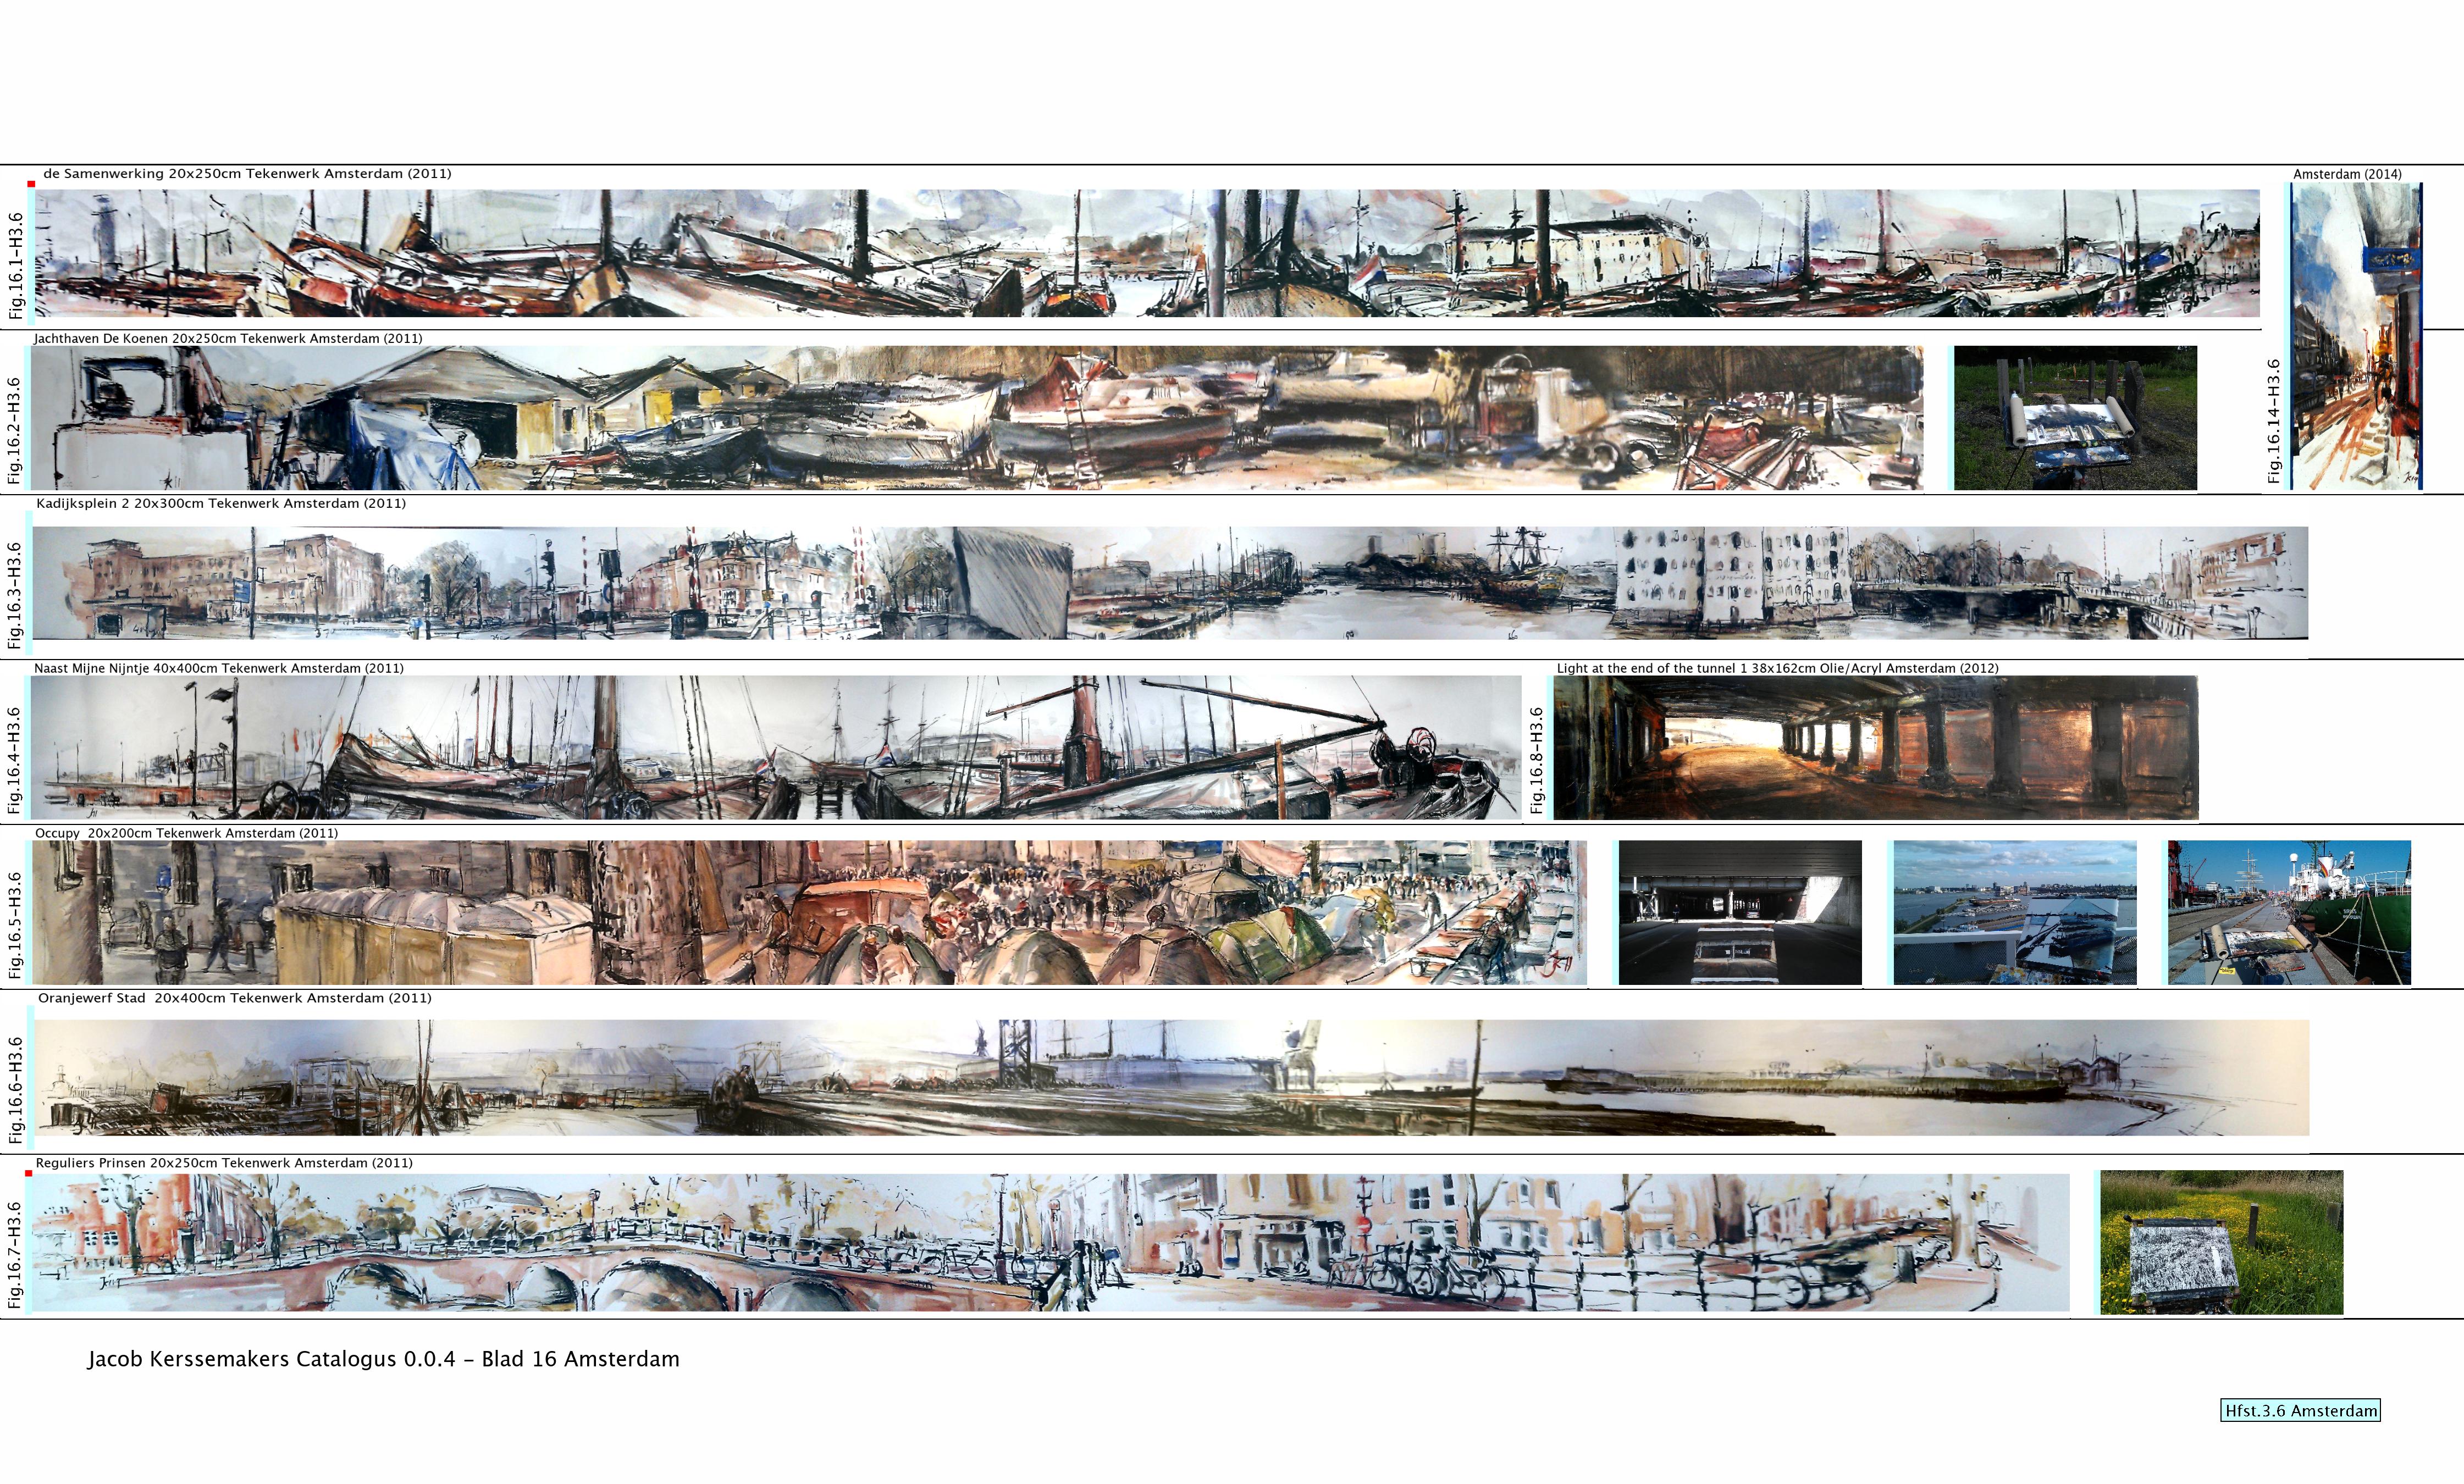 de Samenwerking 20x250cm Tekenwerk Amsterdam (2011)
Fig.16.1-H3.6
Amsterdam (2014)
Fig.16.14-H3.6
Jachthaven De Koenen 20x250cm Tekenwerk Amsterdam (2011)
Fig.16.2-H3.6
Kadijksplein 2 20x300cm Tekenwerk Amsterdam (2011)
Fig.16.3-H3.6
Naast Mijne Nijntje 40x400cm Tekenwerk Amsterdam (2011)
Fig.16.4-H3.6
Light at the end of the tunnel 1 38x162cm Olie/Acryl Amsterdam (2012)
Fig.16.8-H3.6
Occupy 20x200cm Tekenwerk Amsterdam (2011)
Fig.16.5-H3.6
Oranjewerf Stad 20x400cm Tekenwerk Amsterdam (2011)
Fig.16.6-H3.6
Reguliers Prinsen 20x250cm Tekenwerk Amsterdam (2011)
Fig.16.7-H3.6
Jacob Kerssemakers Catalogus 0.0.4 - Blad 16 Amsterdam
Hfst.3.6 Amsterdam